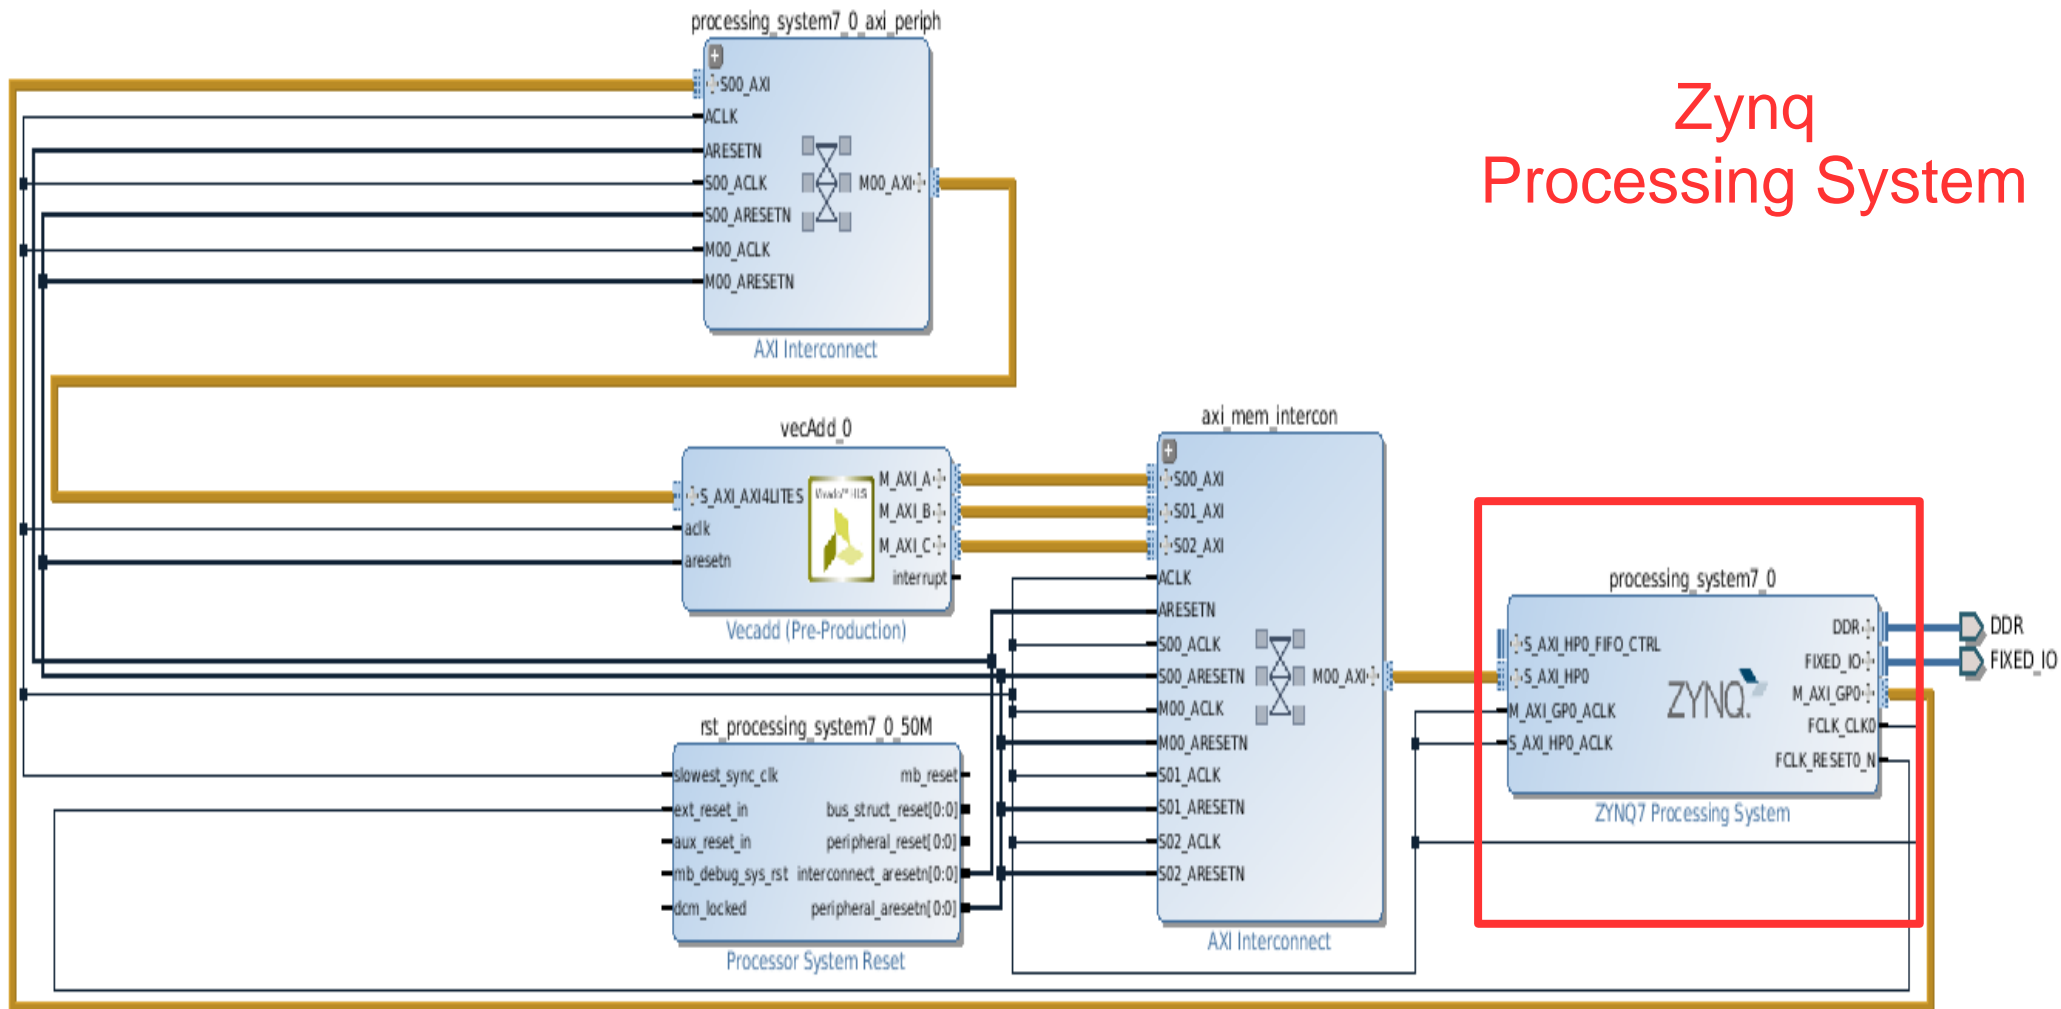 processing_system7_0_axi_periph
S00_AXI
ACLK
ARESETN
S00_ACLK
M00_AXI
S00_ARESETN
M00_ACLK
M00_ARESETN
AXI Interconnect
Zynq
Processing System
vecAdd_0
S_AXI_AXI4LITES
aclk
aresetn
Vivado™ HLS
M_AXI_A
M_AXI_B
M_AXI_C
interrupt
Vecadd (Pre-Production)
axi_mem_intercon
S00_AXI
S01_AXI
S02_AXI
ACLK
ARESETN
S00_ACLK
S00_ARESETN
M00_AXI
M00_ACLK
M00_ARESETN
S01_ACLK
S01_ARESETN
S02_ACLK
S02_ARESETN
AXI Interconnect
rst_processing_system7_0_50M
slowest_sync_clk
ext_reset_in
aux_reset_in
mb_debug_sys_rst
dcm_locked
mb_reset
bus_struct_reset[0:0]
peripheral_reset[0:0]
interconnect_aresetn[0:0]
peripheral_aresetn[0:0]
Processor System Reset
processing_system7_0
S_AXI_HP0_FIFO_CTRL
S_AXI_HP0
M_AXI_GP0_ACLK
S_AXI_HP0_ACLK
ZYNQ.
DDR
FIXED_IO
M_AXI_GP0
FCLK_CLK0
FCLK_RESET0_N
ZYNQ7 Processing System
DDR
FIXED_IO